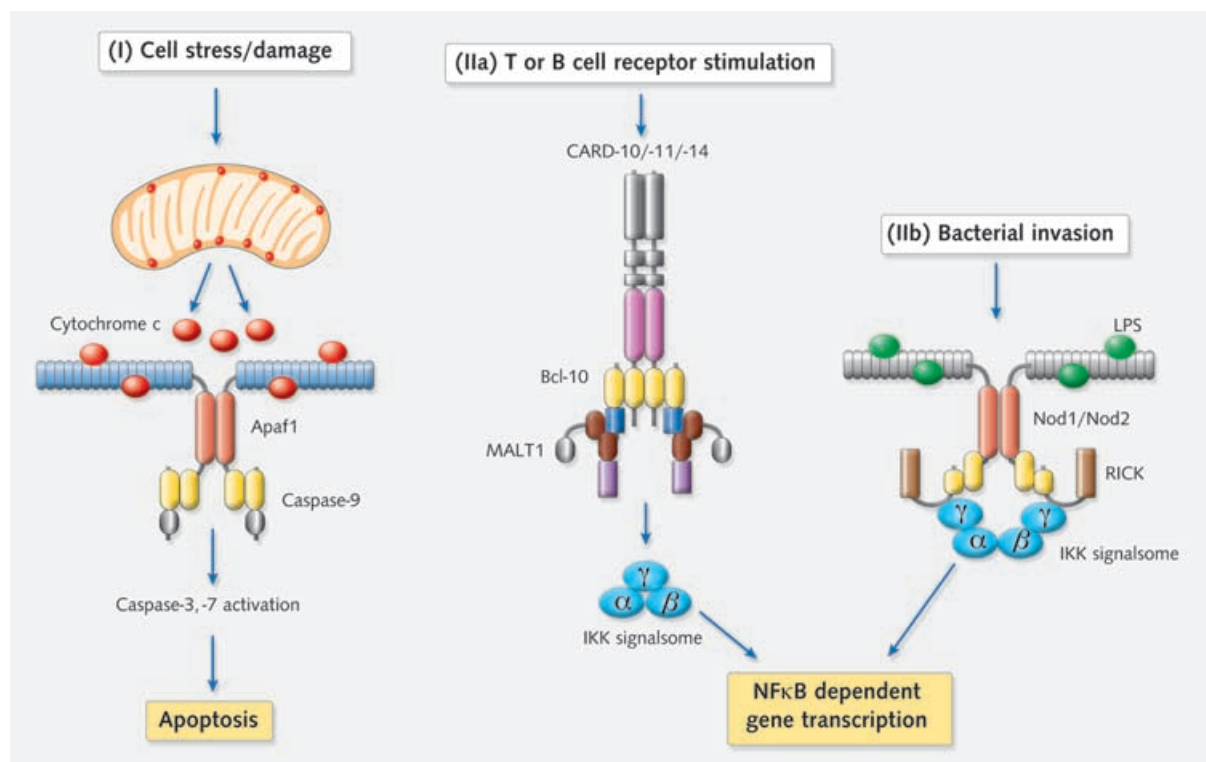 (I) Cell stress/damage
Cytochrome c
Apaf1
Caspase-9
Caspase-3, -7 activation
Apoptosis
(IIa) T or B cell receptor stimulation
CARD-10/-11/-14
Bcl-10
MALT1
γ
α
β
IKK signalsome
(IIb) Bacterial invasion
LPS
Nod1/Nod2
RICK
γ
γ
α
β
IKK signalsome
NFκB dependent
gene transcription